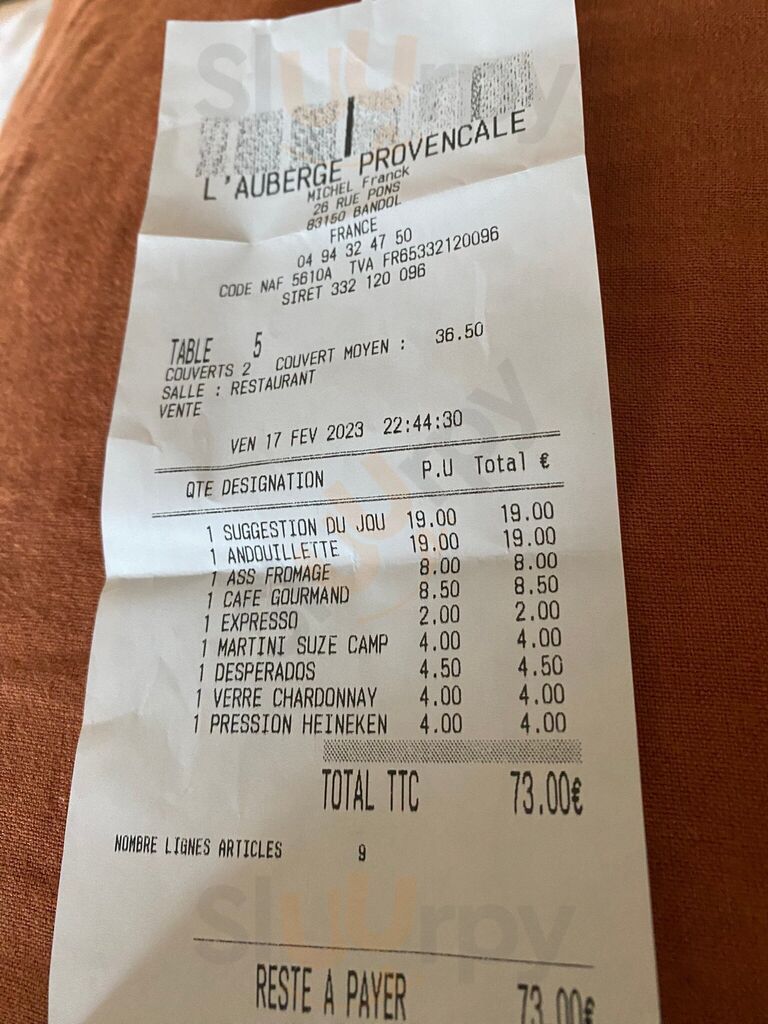 L'AUBERGE PROVENCALE
MICHEL Franck
26 RUE PONS
83150 BANDOL
FRANCE
04 94 32 47 50
CODE NAF 5610A TVA FR65332120096
SIRET 332 120 096
TABLE 5
COUVERTS 2 COUVERT MOYEN : 36.50
SALLE : RESTAURANT
VENTE
VEN 17 FEV 2023 22:44:30
QTE DESIGNATION P.U Total €
1 SUGGESTION DU JOU 19.00 19.00
1 ANDOUILLETTE 19.00 19.00
1 ASS FROMAGE 8.00 8.00
1 CAFE GOURMAND 8.50 8.50
1 EXPRESSO 2.00 2.00
1 MARTINI SUZE CAMP 4.00 4.00
1 DESPERADOS 4.50 4.50
1 VERRE CHARDONNAY 4.00 4.00
1 PRESSION HEINEKEN 4.00 4.00
TOTAL TTC 73.00€
NOMBRE LIGNES ARTICLES 9
Sluurpy
RESTE A PAYER 73.00€